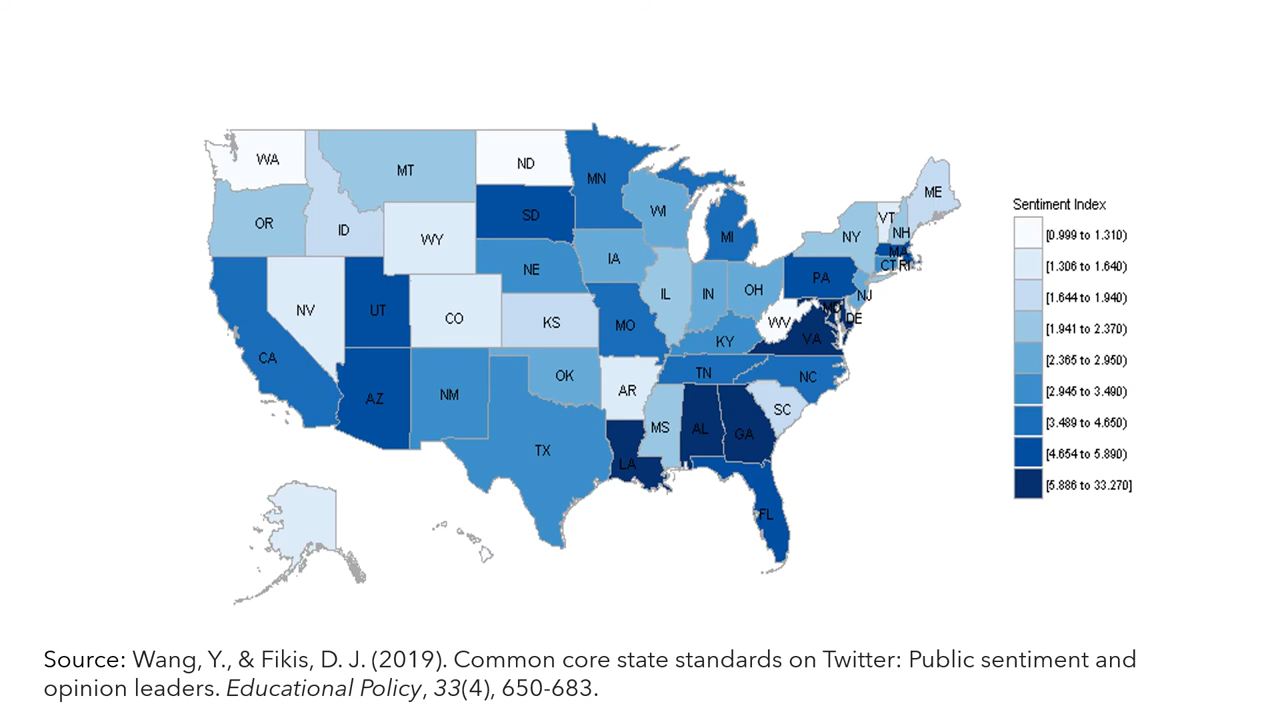 WA
MT
ND
MN
ME
OR
ID
WY
SD
WI
MI
VT
NH
NY
MA
CT
RI
NE
IA
PA
NV
UT
CO
KS
IL
IN
OH
NJ
MD
DE
WV
VA
MO
KY
CA
AZ
NM
OK
AR
TN
NC
SC
MS
AL
GA
TX
LA
FL
Sentiment Index
[0.999 to 1.310)
[1.306 to 1.640)
[1.644 to 1.940)
[1.941 to 2.370)
[2.365 to 2.950)
[2.945 to 3.490)
[3.489 to 4.650)
[4.654 to 5.890)
[5.886 to 33.270]
Source: Wang, Y., & Fikis, D. J. (2019). Common core state standards on Twitter: Public sentiment and
opinion leaders. Educational Policy, 33(4), 650-683.